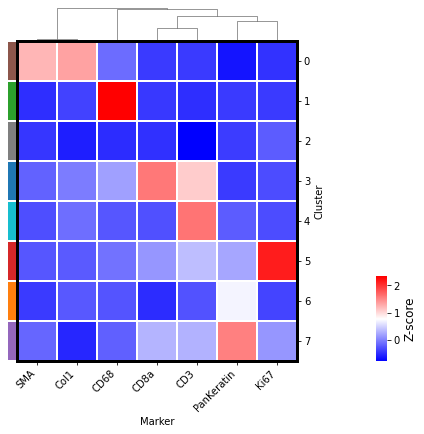 0
1
2
3
4
5
6
7
Cluster
SMA
Col1
CD68
CD8a
CD3
PanKeratin
Ki67
Marker
2
1
0
Z-score